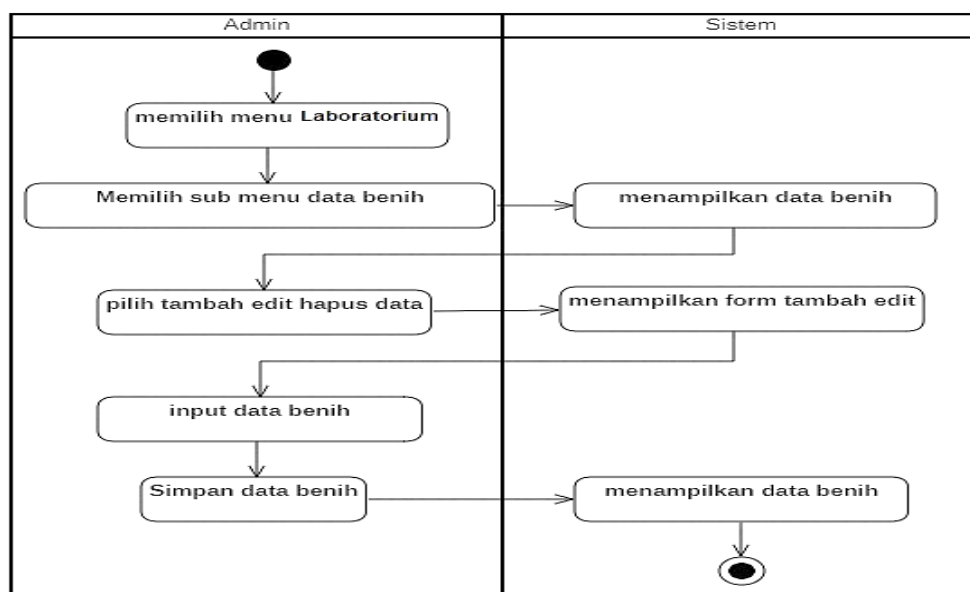 Admin
Sistem
memilih menu Laboratorium
Memilih sub menu data benih
menampilkan data benih
pilih tambah edit hapus data
menampilkan form tambah edit
input data benih
Simpan data benih
menampilkan data benih